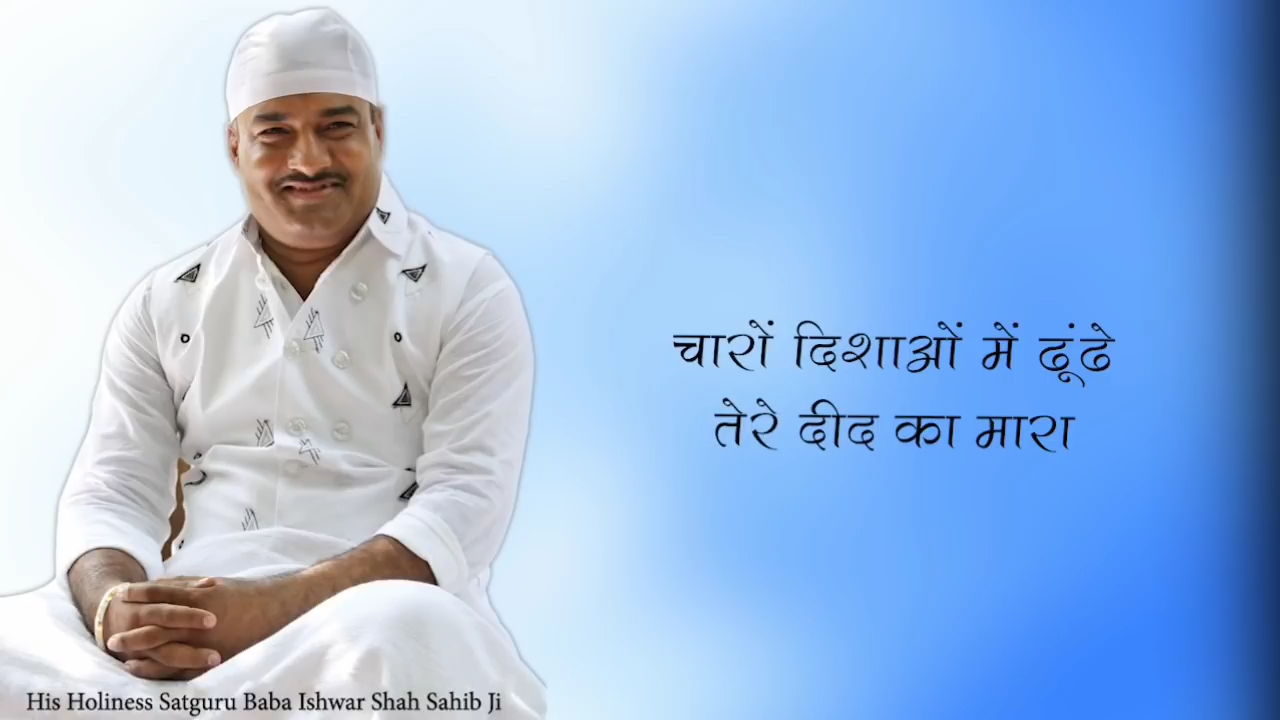 चारों दिशाओं में ढूंढे
तेरे दीद का मारा
His Holiness Satguru Baba Ishwar Shah Sahib Ji